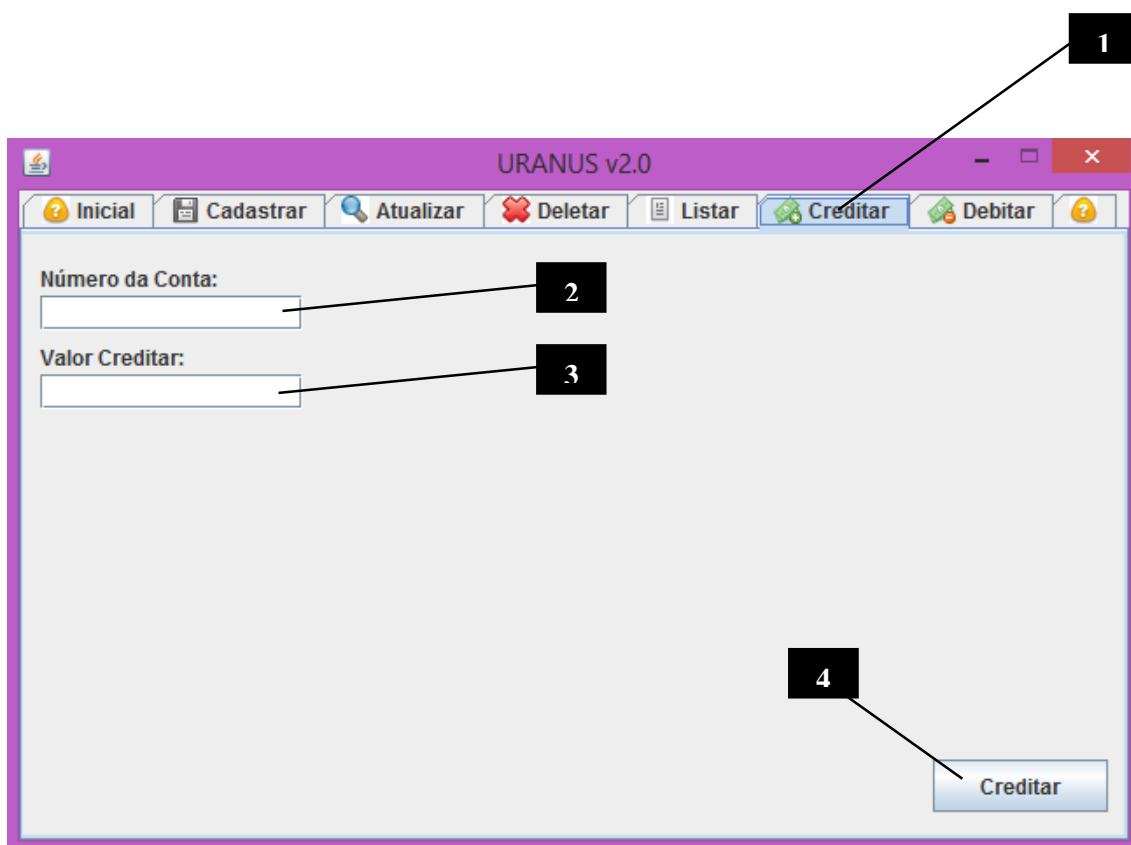 1
URANUS v2.0
Inicial Cadastrar Atualizar Deletar Listar Creditar Debitar
Número da Conta:
2
Valor Creditar:
3
4
Creditar